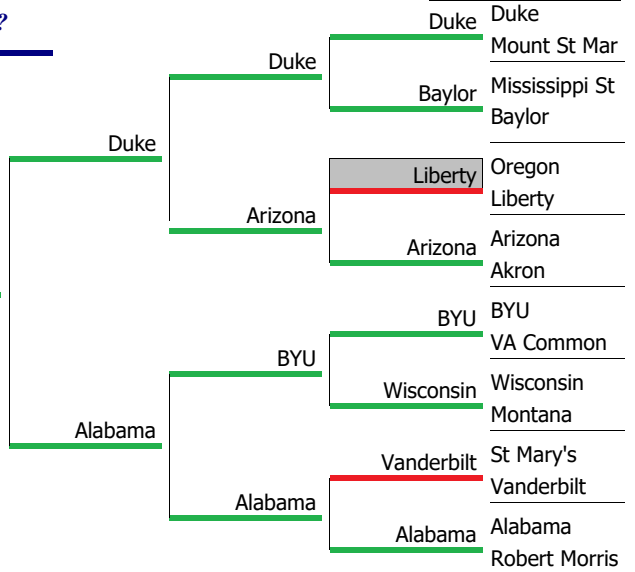 ?
Duke
Duke
Mount St Mar
Duke
Baylor
Mississippi St
Baylor
Duke
Liberty
Oregon
Liberty
Arizona
Arizona
Arizona
Akron
BYU
BYU
VA Common
BYU
Wisconsin
Wisconsin
Montana
Alabama
Vanderbilt
St Mary's
Vanderbilt
Alabama
Alabama
Alabama
Robert Morris